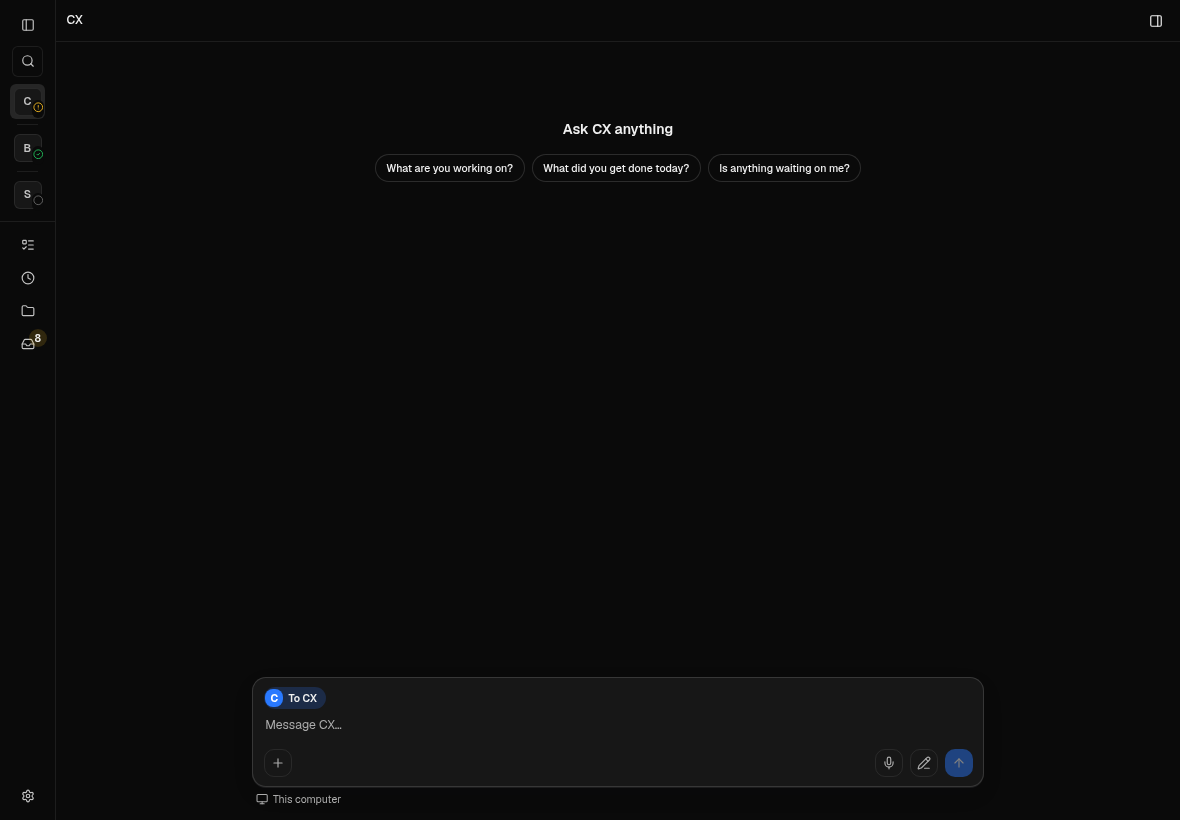 CX
C
B
S
8
Ask CX anything
What are you working on?
What did you get done today?
Is anything waiting on me?
C To CX
Message CX...
This computer